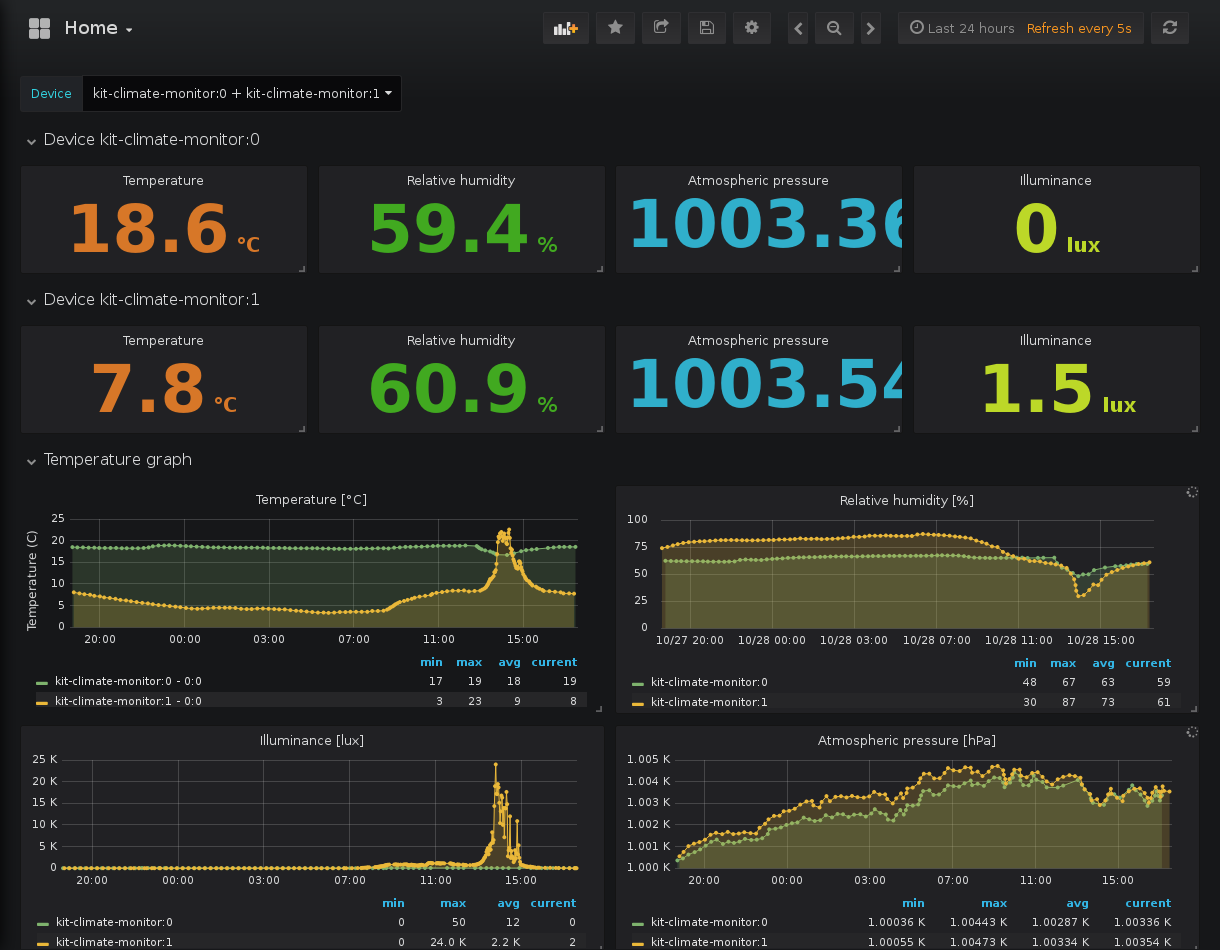 Home
Last 24 hours Refresh every 5s
Device kit-climate-monitor:0 + kit-climate-monitor:1
Device kit-climate-monitor:0
Temperature Relative humidity Atmospheric pressure Illuminance
18.6 °C 59.4 % 1003.36 0 lux
Device kit-climate-monitor:1
Temperature Relative humidity Atmospheric pressure Illuminance
7.8 °C 60.9 % 1003.54 1.5 lux
Temperature graph
Temperature [°C]
Temperature (C)
25
20
15
10
5
0
20:00 00:00 03:00 07:00 11:00 15:00
min max avg current
kit-climate-monitor:0 - 0:0 17 19 18 19
kit-climate-monitor:1 - 0:0 3 23 9 8
Relative humidity [%]
100
75
50
25
0
10/27 20:00 10/28 00:00 10/28 03:00 10/28 07:00 10/28 11:00 10/28 15:00
min max avg current
kit-climate-monitor:0 48 67 63 59
kit-climate-monitor:1 30 87 73 61
Illuminance [lux]
25 K
20 K
15 K
10 K
5 K
0
20:00 00:00 03:00 07:00 11:00 15:00
min max avg current
kit-climate-monitor:0 0 50 12 0
kit-climate-monitor:1 0 24.0 K 2.2 K 2
Atmospheric pressure [hPa]
1.005 K
1.004 K
1.003 K
1.002 K
1.001 K
1.000 K
20:00 00:00 03:00 07:00 11:00 15:00
min max avg current
kit-climate-monitor:0 1.00036 K 1.00443 K 1.00287 K 1.00336 K
kit-climate-monitor:1 1.00055 K 1.00473 K 1.00334 K 1.00354 K